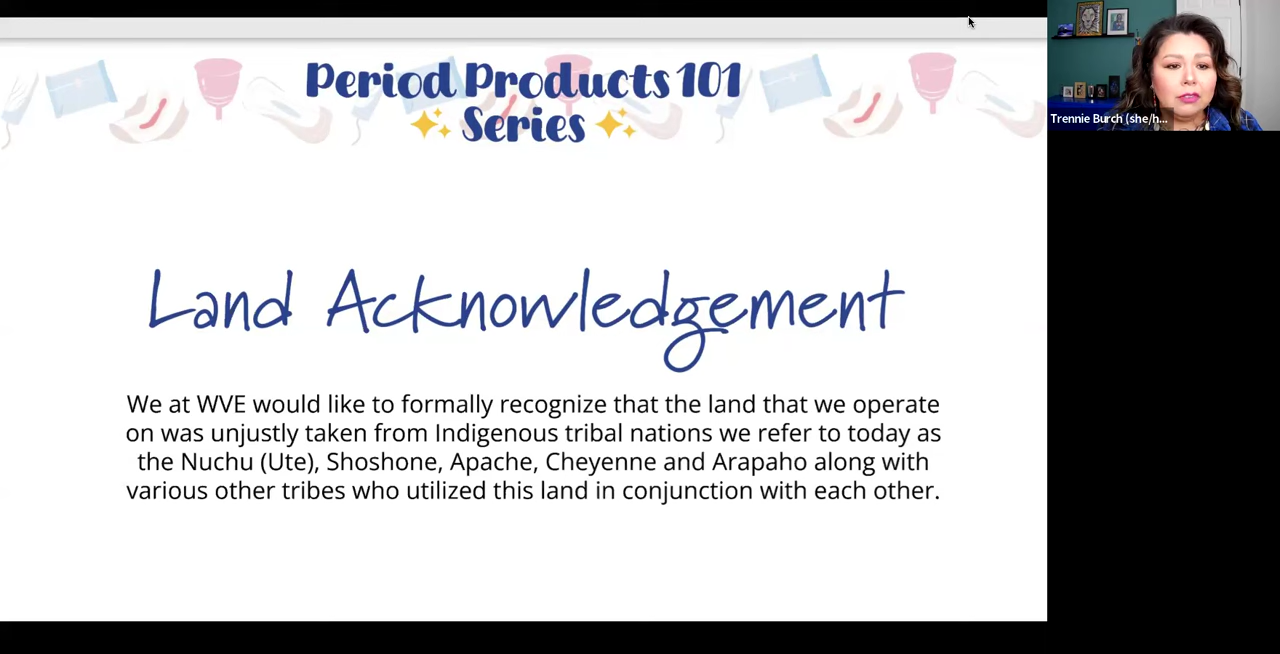 Period Products 101
Series
Land Acknowledgement
We at WVE would like to formally recognize that the land that we operate
on was unjustly taken from Indigenous tribal nations we refer to today as
the Nuchu (Ute), Shoshone, Apache, Cheyenne and Arapaho along with
various other tribes who utilized this land in conjunction with each other.
Trennie Burch (she/h...